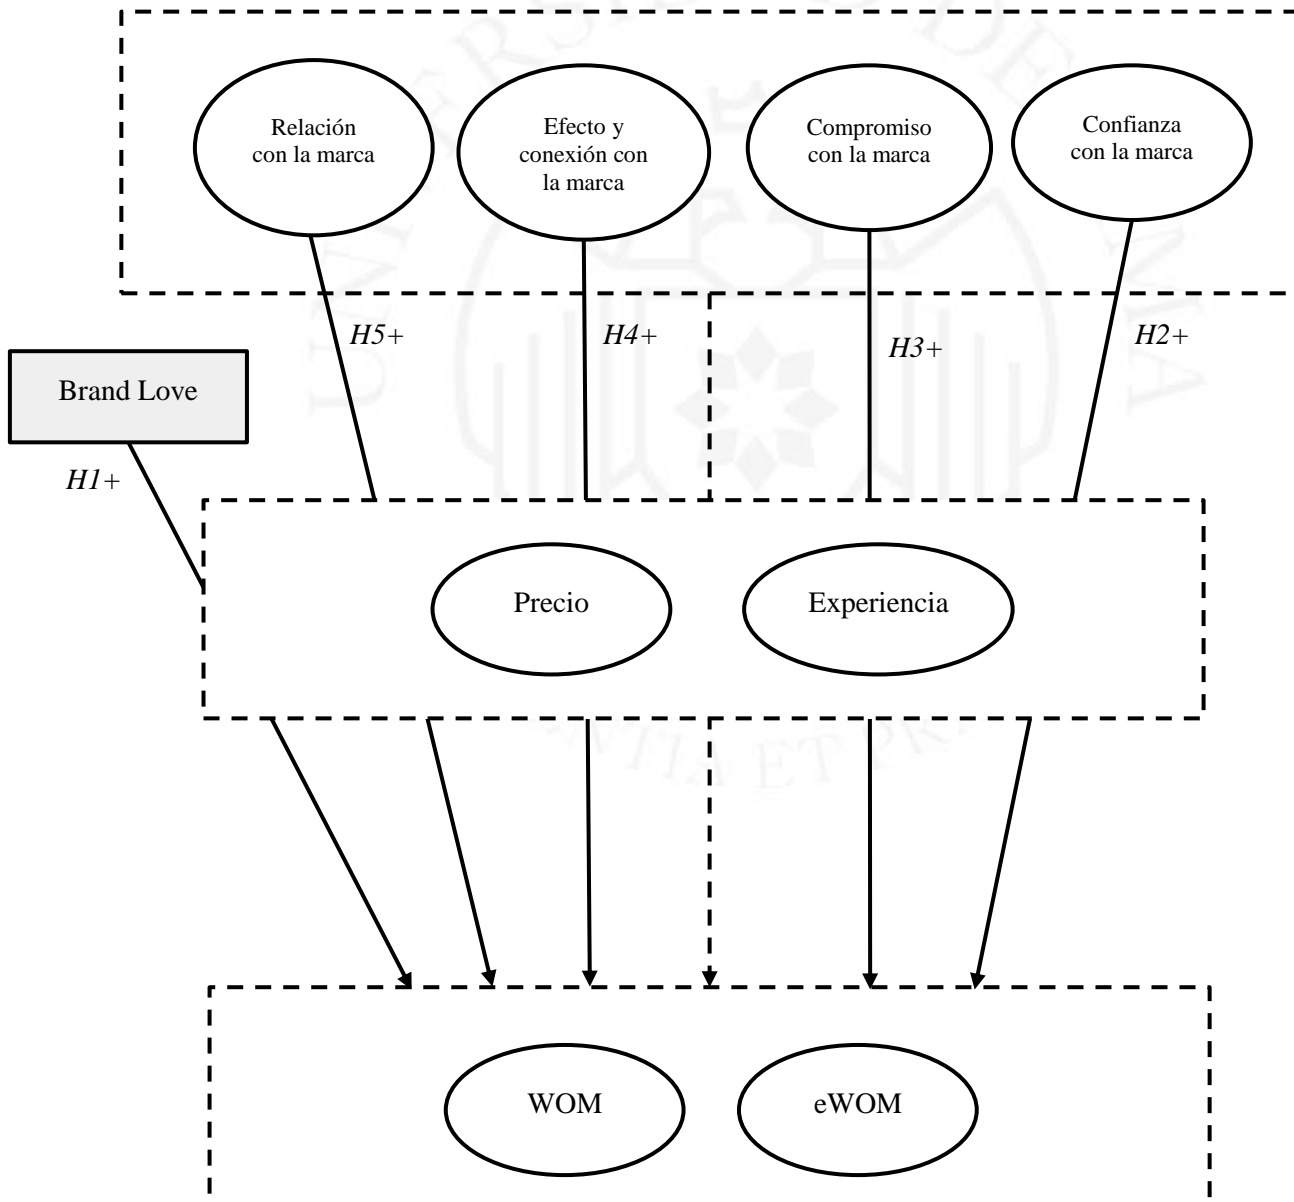 Relación
con la marca
Efecto y
conexión con
la marca
Compromiso
con la marca
Confianza
con la marca
H5+
H4+
H3+
H2+
Brand Love
H1+
Precio
Experiencia
WOM
eWOM